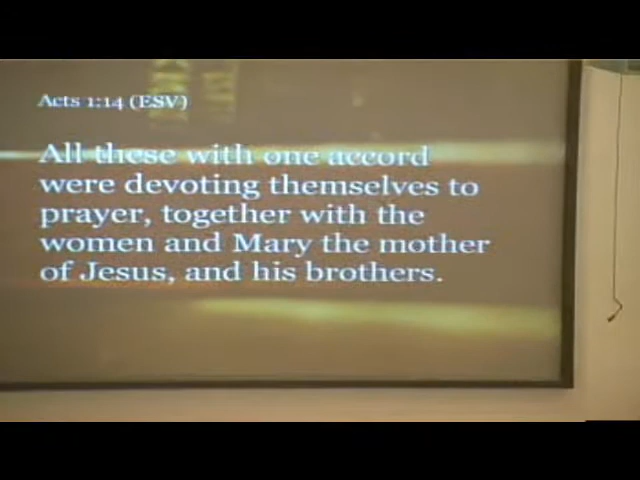 Acts 1:14 (ESV)
All these with one accord
were devoting themselves to
prayer, together with the
women and Mary the mother
of Jesus, and his brothers.